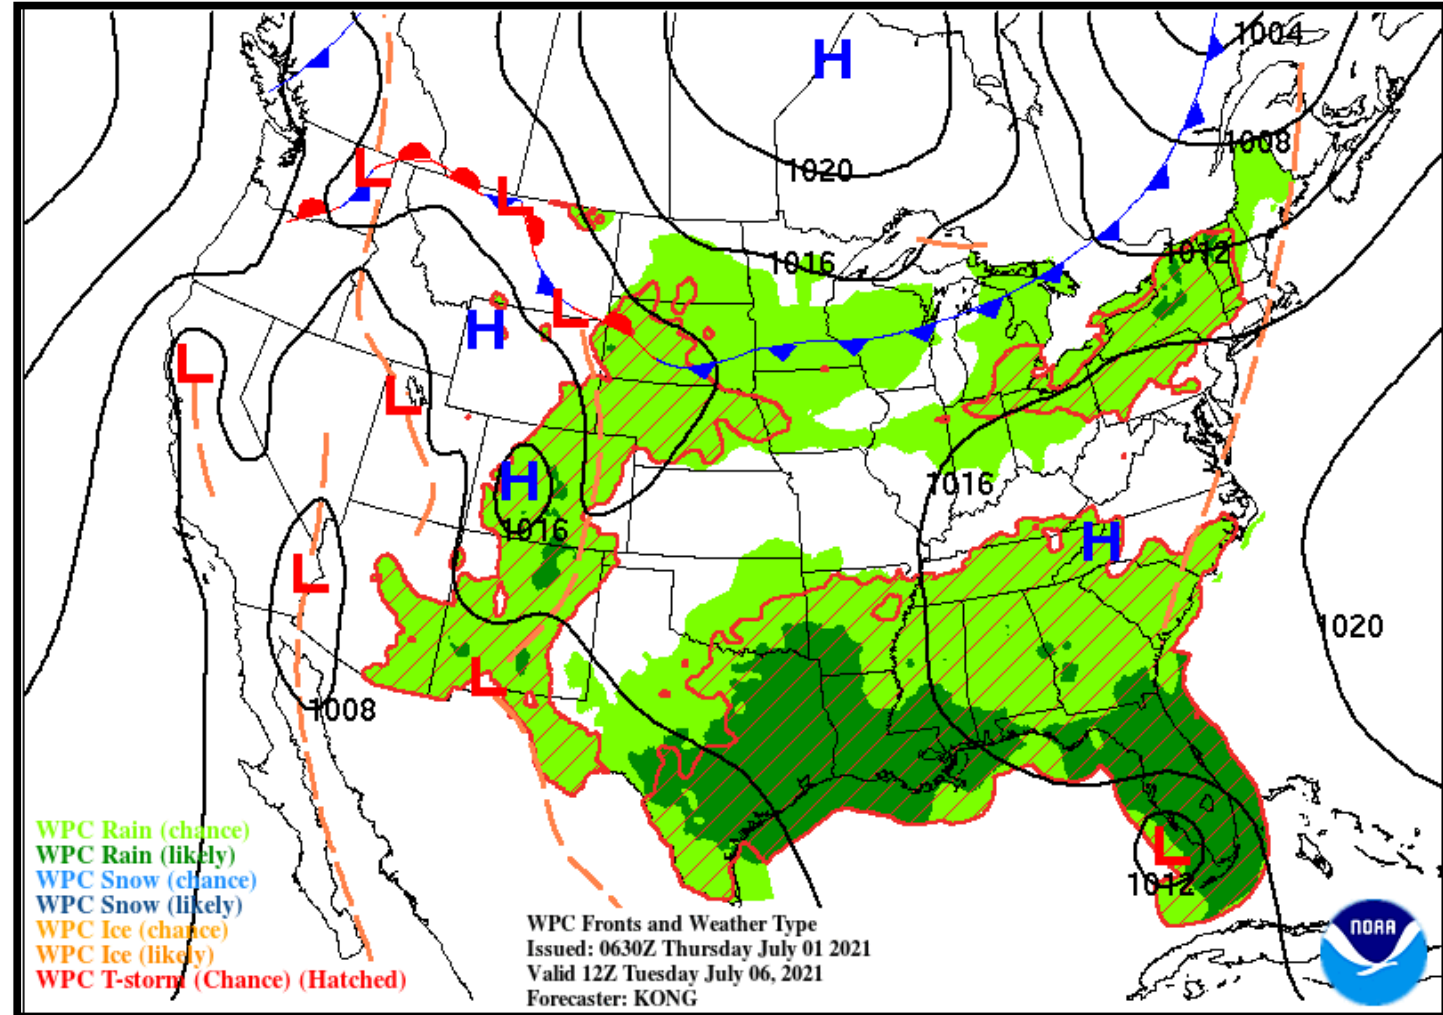 1004
H
1008
1020
L
L
1012
1016
L
H
L
L
1016
H
1016
H
L
1020
L
1008
L
1012
WPC Rain (chance)
WPC Rain (likely)
WPC Snow (chance)
WPC Snow (likely)
WPC Ice (chance)
WPC Ice (likely)
WPC T-storm (Chance) (Hatched)
WPC Fronts and Weather Type
Issued: 0630Z Thursday July 01 2021
Valid 12Z Tuesday July 06, 2021
Forecaster: KONG
NOAA